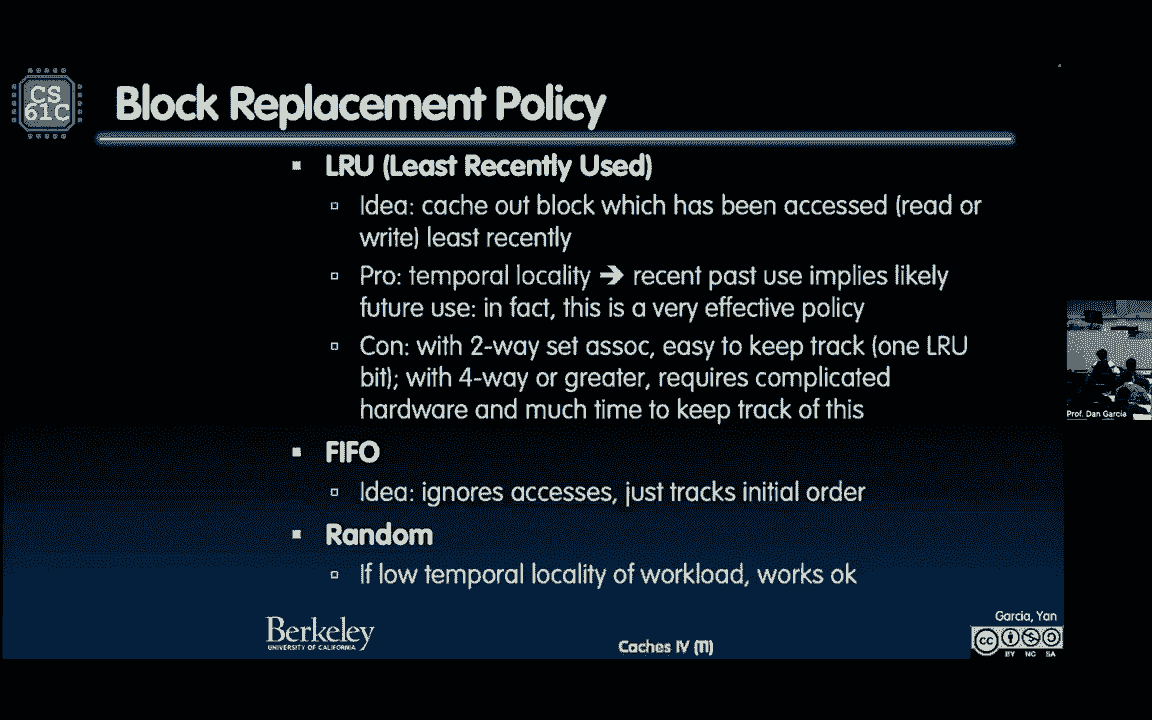 CS
61C
Block Replacement Policy
▪ LRU (Least Recently Used)
▫ Idea: cache out block which has been accessed (read or
write) least recently
▫ Pro: temporal locality ➔ recent past use implies likely
future use: in fact, this is a very effective policy
▫ Con: with 2-way set assoc, easy to keep track (one LRU
bit); with 4-way or greater, requires complicated
hardware and much time to keep track of this
▪ FIFO
▫ Idea: ignores accesses, just tracks initial order
▪ Random
▫ If low temporal locality of workload, works ok
Prof. Dan Garcia
Berkeley
UNIVERSITY OF CALIFORNIA
Caches IV (11)
Garcia, Yan
cc
BY NC SA